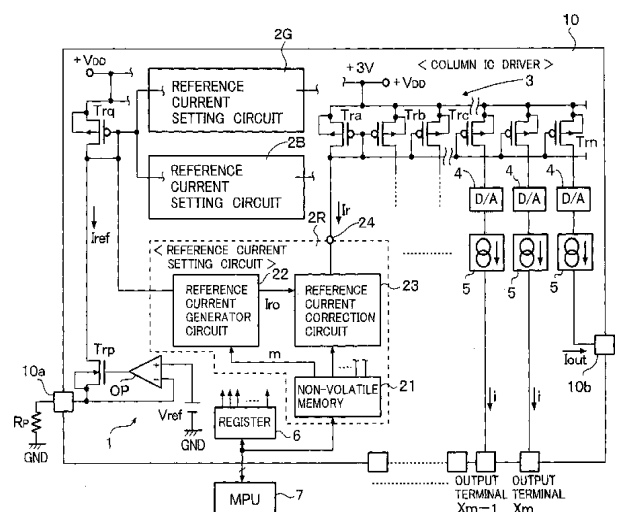 10
2G
+VDD
REFERENCE CURRENT SETTING CIRCUIT
+3V
+VDD
< COLUMN IC DRIVER >
3
Trq
Tra
Trb
Trc
Trn
2B
REFERENCE CURRENT SETTING CIRCUIT
4
4
4
D/A
D/A
D/A
Iref
2R
Ir
24
< REFERENCE CURRENT SETTING CIRCUIT >
22
23
5
5
5
REFERENCE CURRENT GENERATOR CIRCUIT
Iro
REFERENCE CURRENT CORRECTION CIRCUIT
Trp
m
Iout
10a
OP
+
−
21
10b
NON-VOLATILE MEMORY
RP
Vref
REGISTER
i
i
GND
1
GND
6
MPU
7
OUTPUT TERMINAL Xm−1
OUTPUT TERMINAL Xm